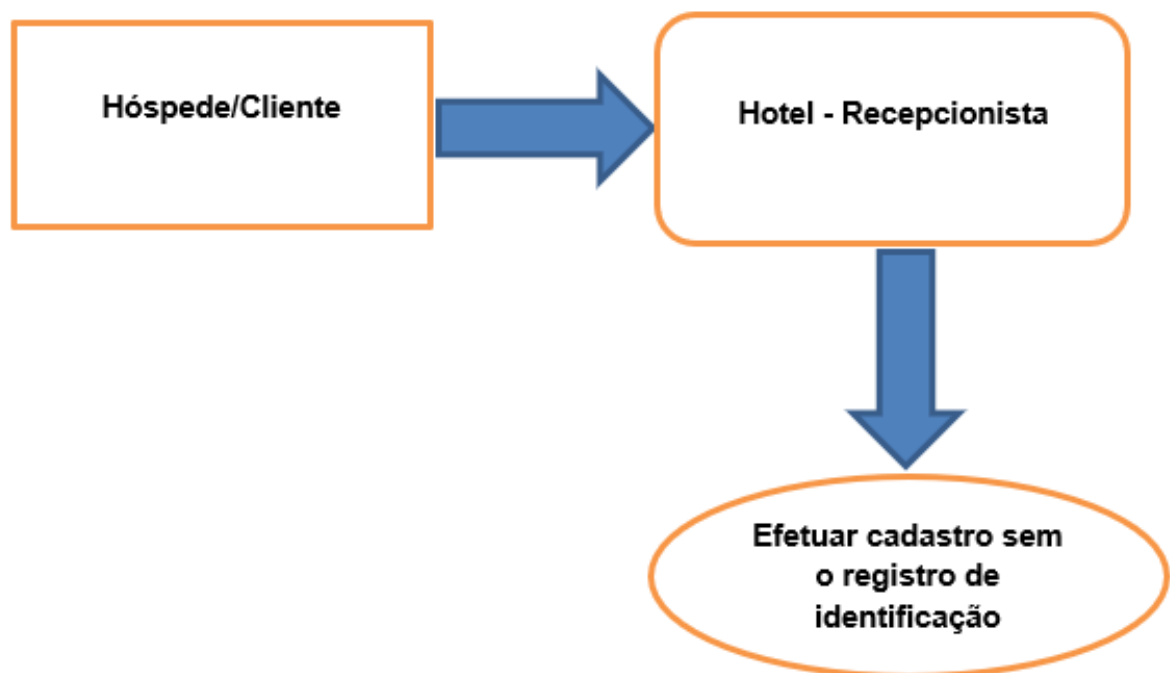 Hóspede/Cliente
Hotel - Recepcionista
Efetuar cadastro sem
o registro de
identificação